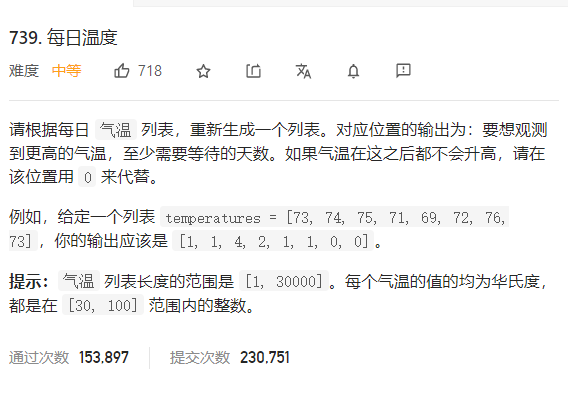 739. 每日温度
难度 中等 718
请根据每日 气温 列表，重新生成一个列表。对应位置的输出为：要想观测
到更高的气温，至少需要等待的天数。如果气温在这之后都不会升高，请在
该位置用 0 来代替。
例如，给定一个列表 temperatures = [73, 74, 75, 71, 69, 72, 76,
73]，你的输出应该是 [1, 1, 4, 2, 1, 1, 0, 0]。
提示：气温 列表长度的范围是 [1, 30000]。每个气温的值的均为华氏度，
都是在 [30, 100] 范围内的整数。
通过次数 153,897 提交次数 230,751